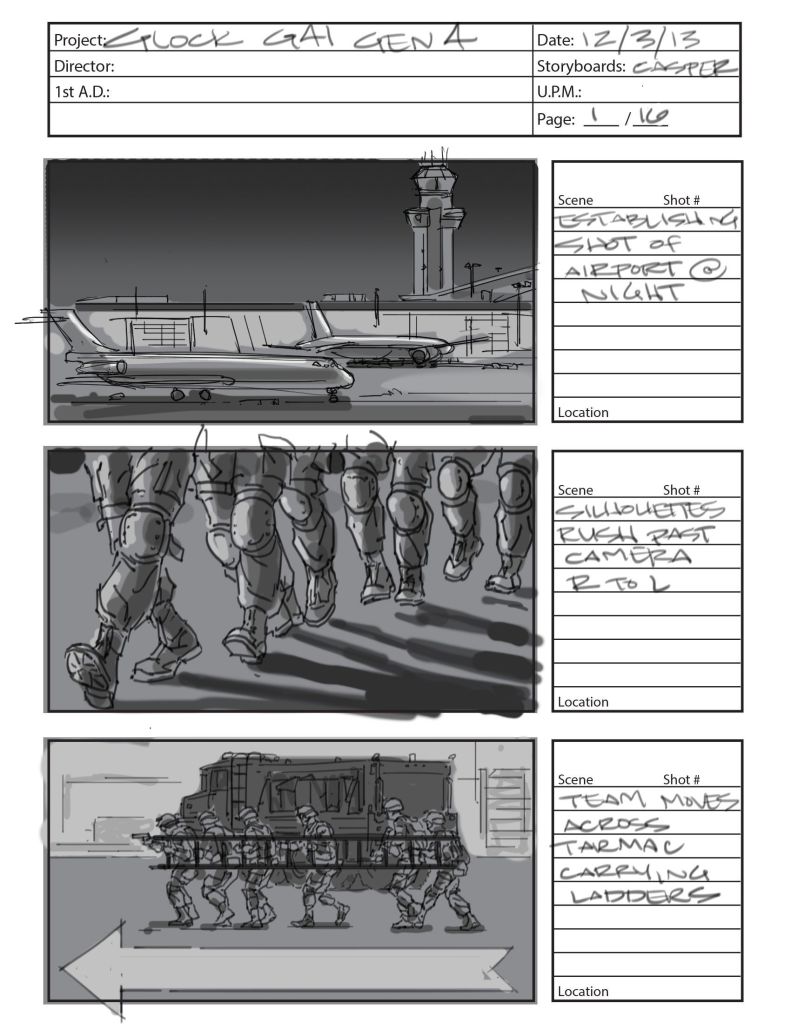 Project: GLOCK GA1 GEN 4
Date: 12/3/13
Director:
Storyboards: CASPER
1st A.D.:
U.P.M.:
Page: 1 / 16
Scene Shot #
ESTABLISHING
SHOT OF
AIRPORT @
NIGHT
Location
Scene Shot #
SILHOUETTES
RUSH PAST
CAMERA
R TO L
Location
Scene Shot #
TEAM MOVES
ACROSS
TARMAC
CARRYING
LADDERS
Location